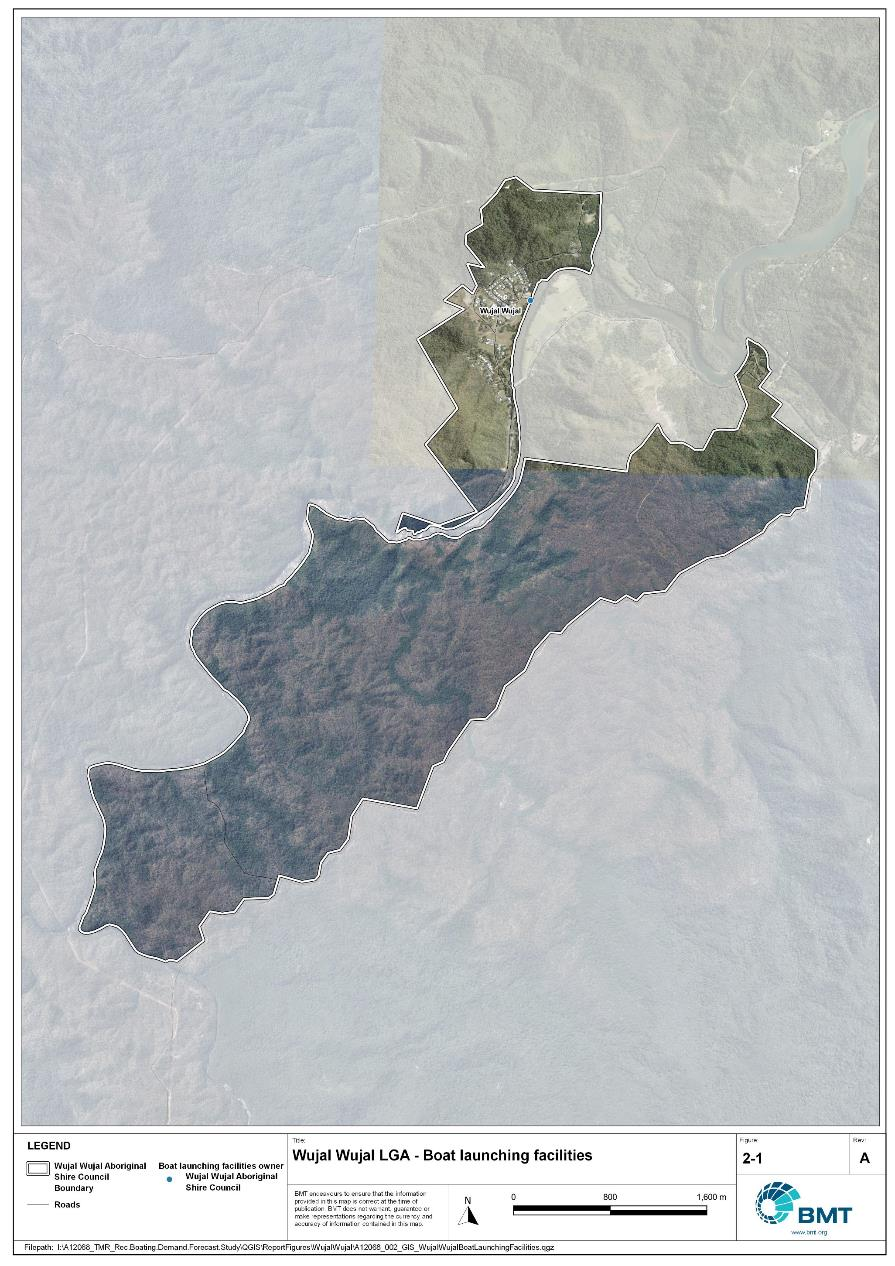 Wujal Wujal
LEGEND
Wujal Wujal Aboriginal
Shire Council
Boundary
Roads
Boat launching facilities owner
Wujal Wujal Aboriginal
Shire Council
Title:
Wujal Wujal LGA - Boat launching facilities
BMT endeavours to ensure that the information
provided in this map is correct at the time of
publication. BMT does not warrant, guarantee or
make representations regarding the currency and
accuracy of information contained in this map.
N
0 800 1,600 m
Figure:
2-1
Rev:
A
BMT
www.bmt.org
Filepath: I:\A12068_TMR_Rec.Boating.Demand.Forecast.Study\QGIS\ReportFigures\WujalWujal\A12068_002_GIS_WujalWujalBoatLaunchingFacilities.qgz